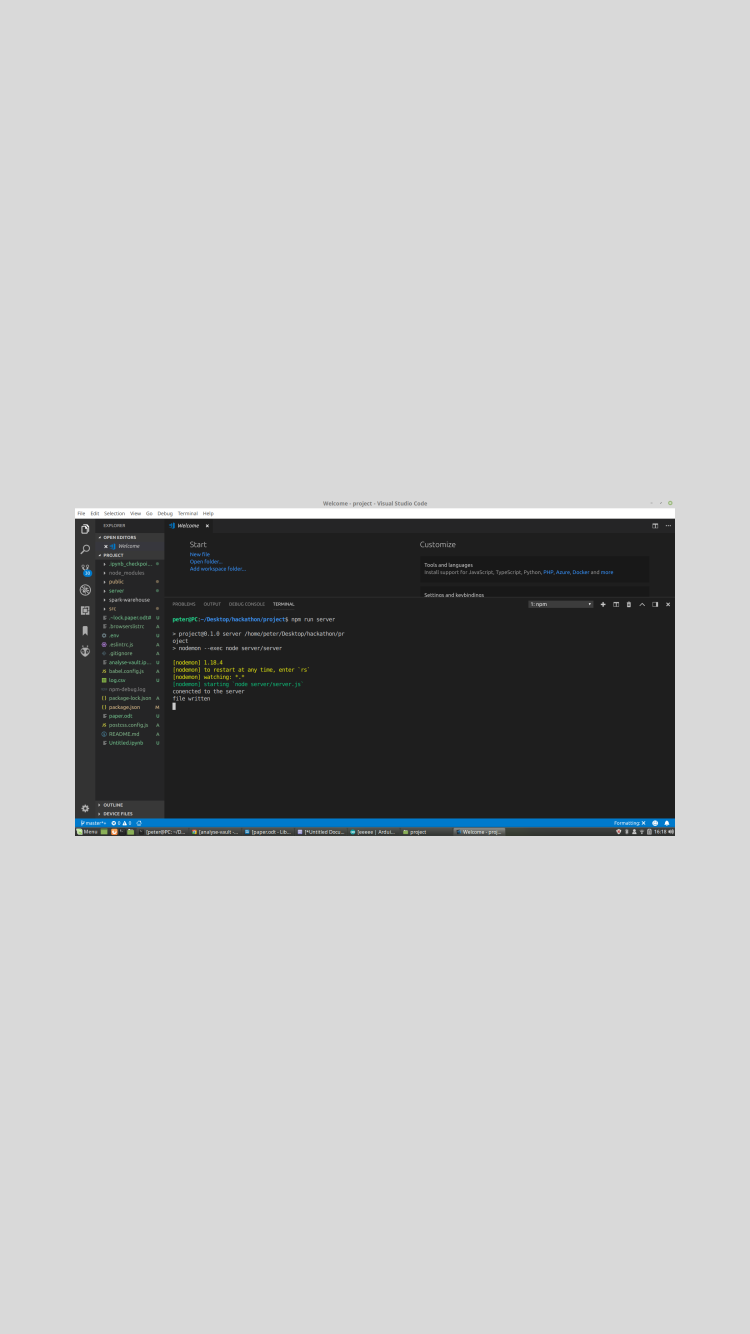 Welcome - project - Visual Studio Code
File Edit Selection View Go Debug Terminal Help
EXPLORER
OPEN EDITORS
Welcome
PROJECT
.ipynb_checkpoi...
node_modules
public
server
spark-warehouse
src
.~lock.paper.odt# U
.browserslistrc A
.env A
.eslintrc.js A
.gitignore A
analyse-vault.ip... U
babel.config.js A
log.csv U
npm-debug.log
package-lock.json A
package.json M
paper.odt U
postcss.config.js A
README.md A
Untitled.ipynb U
OUTLINE
DEVICE FILES
Welcome
Start
New file
Open folder...
Add workspace folder...
Customize
Tools and languages
Install support for JavaScript, TypeScript, Python, PHP, Azure, Docker and more
Settings and keybindings
PROBLEMS OUTPUT DEBUG CONSOLE TERMINAL
1: npm
peter@PC:~/Desktop/hackathon/project$ npm run server
> project@0.1.0 server /home/peter/Desktop/hackathon/pr
oject
> nodemon --exec node server/server
[nodemon] 1.18.4
[nodemon] to restart at any time, enter `rs`
[nodemon] watching: *.*
[nodemon] starting `node server/server.js`
conencted to the server
file written
master*+ 0 0
Formatting: ✕
Menu [peter@PC: ~/D... [analyse-vault -... [paper.odt - Lib... [*Untitled Docu... [eeeee | Ardui... project Welcome - proj... 16:18